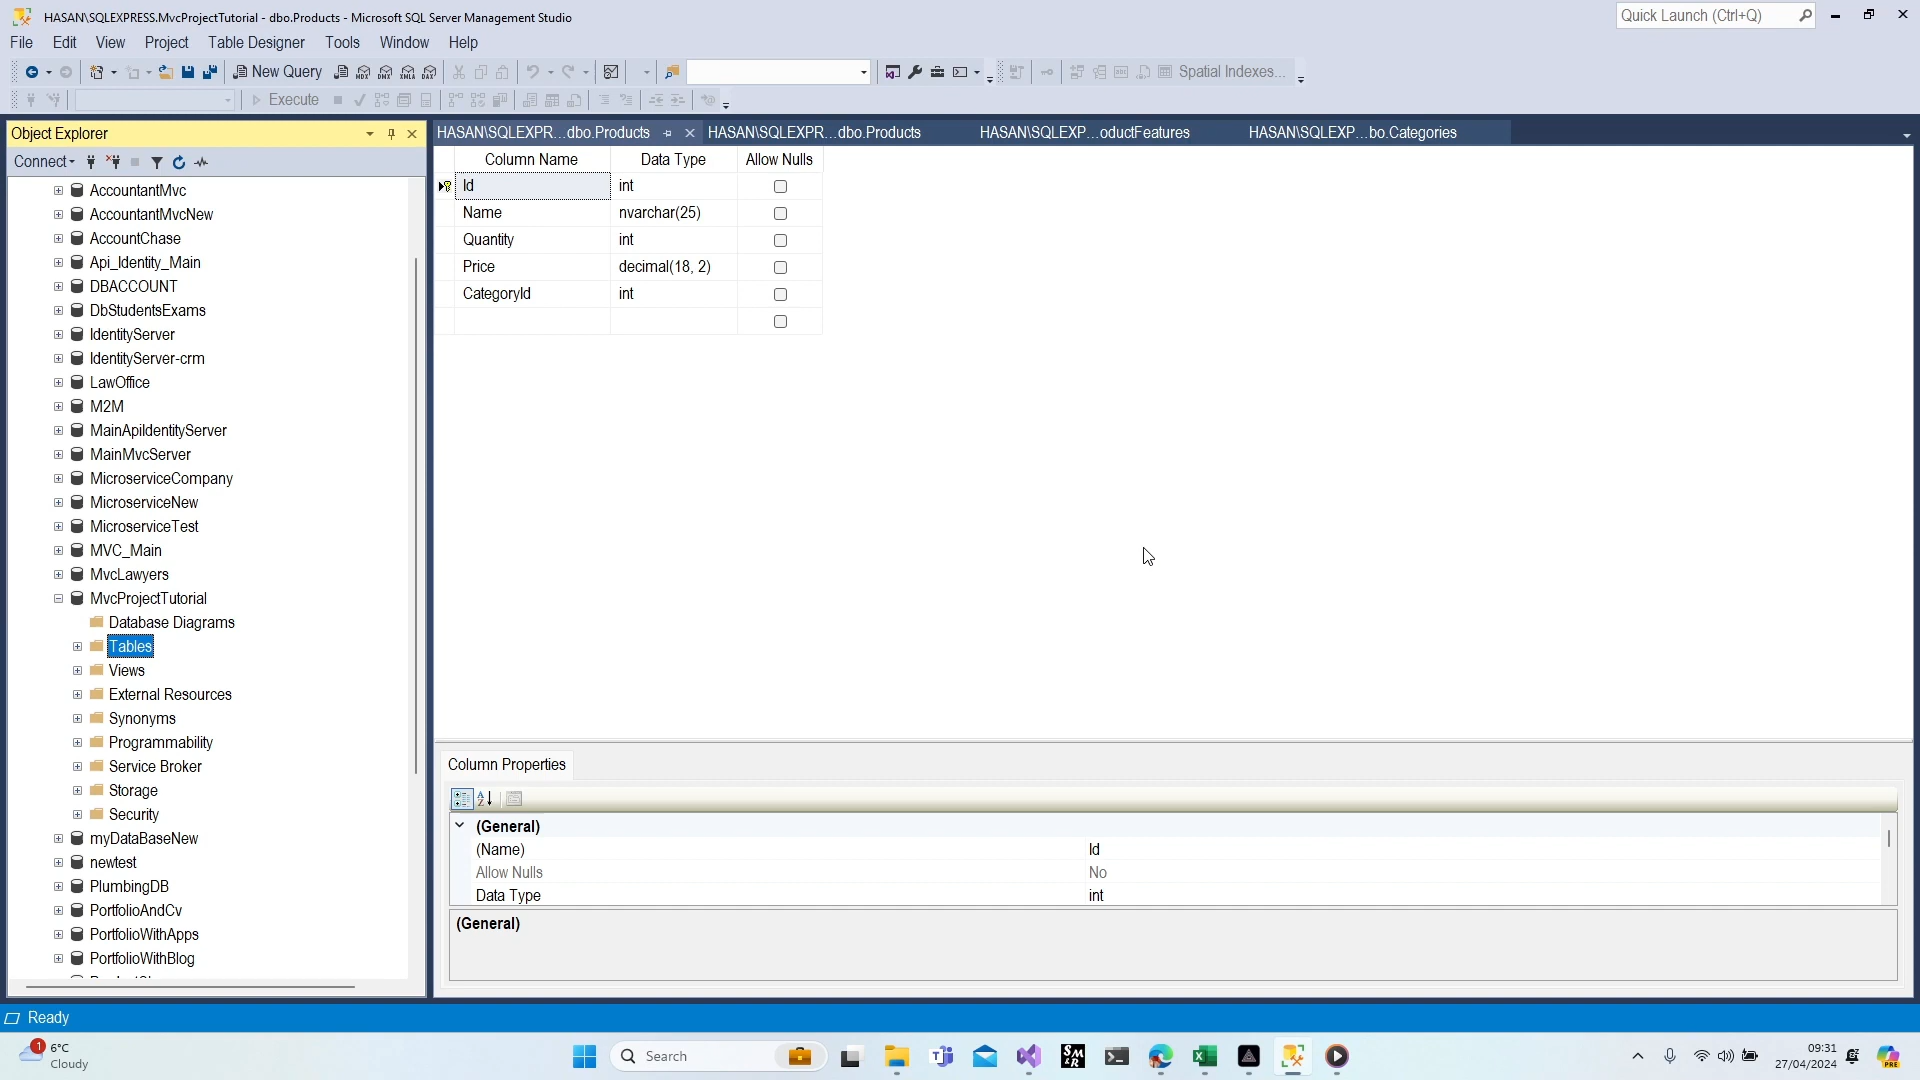 HASAN\SQLEXPRESS.MvcProjectTutorial - dbo.Products - Microsoft SQL Server Management Studio
Quick Launch (Ctrl+Q)
File Edit View Project Table Designer Tools Window Help
New Query
MDX DMX XMLA DAX
Spatial Indexes...
Execute
Object Explorer
HASAN\SQLEXPR...dbo.Products
HASAN\SQLEXPR...dbo.Products
HASAN\SQLEXP...oductFeatures
HASAN\SQLEXP...bo.Categories
Connect
AccountantMvc
AccountantMvcNew
AccountChase
Api_Identity_Main
DBACCOUNT
DbStudentsExams
IdentityServer
IdentityServer-crm
LawOffice
M2M
MainApiIdentityServer
MainMvcServer
MicroserviceCompany
MicroserviceNew
MicroserviceTest
MVC_Main
MvcLawyers
MvcProjectTutorial
Database Diagrams
Tables
Views
External Resources
Synonyms
Programmability
Service Broker
Storage
Security
myDataBaseNew
newtest
PlumbingDB
PortfolioAndCv
PortfolioWithApps
PortfolioWithBlog
Column Name Data Type Allow Nulls
Id int
Name nvarchar(25)
Quantity int
Price decimal(18, 2)
CategoryId int
Column Properties
(General)
(Name) Id
Allow Nulls No
Data Type int
(General)
Ready
1
6°C
Cloudy
Search
09:31
27/04/2024
PRE